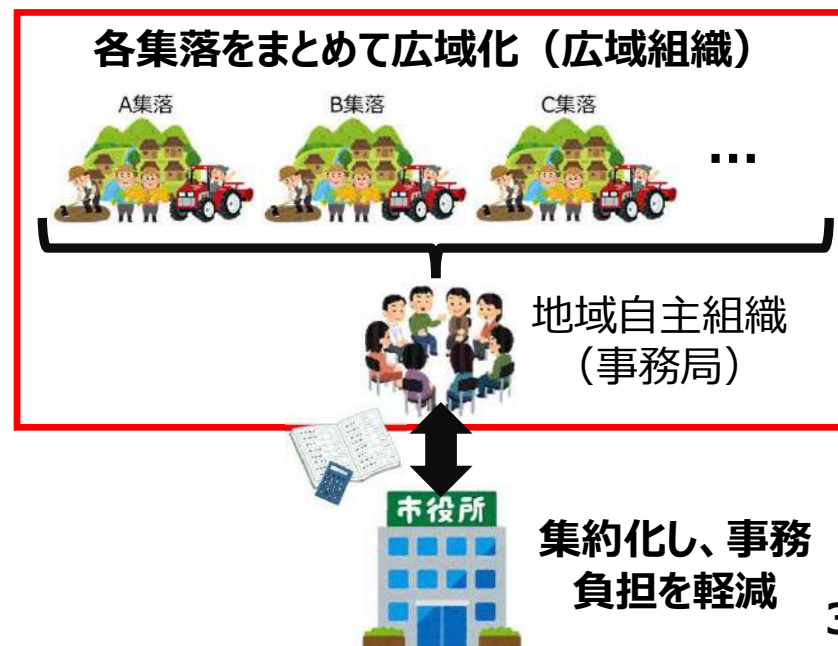 各集落をまとめて広域化（広域組織）
A集落 B集落 C集落
…
地域自主組織
（事務局）
市役所
集約化し、事務
負担を軽減
3